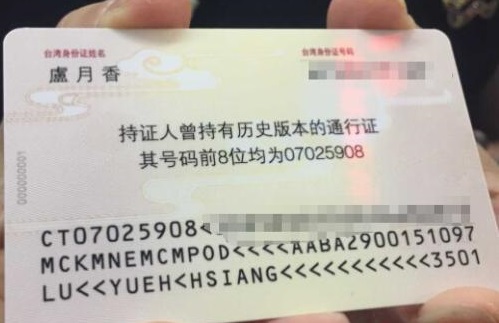 台湾身份证姓名
台湾身份证号码
盧月香
持证人曾持有历史版本的通行证
其号码前8位均为07025908
000000001
CT07025908<
MCKMNEMCMPOD<<<<AABA2900151097
LU<<YUEH<HSIANG<<<<<<<<<<<3501